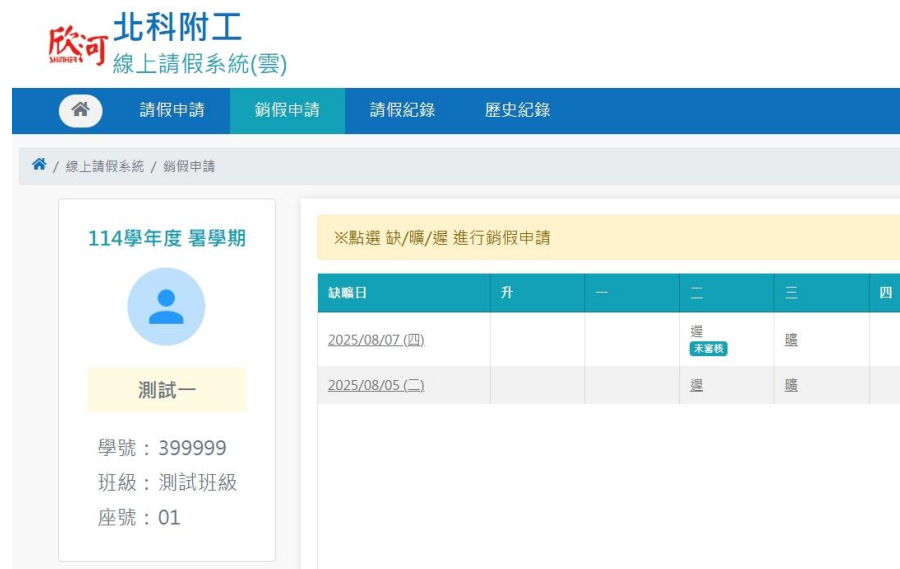 欣河
SHINHER
北科附工
線上請假系統(雲)
請假申請 銷假申請 請假紀錄 歷史紀錄
/ 線上請假系統 / 銷假申請
114學年度 暑學期
測試一
學號：399999
班級：測試班級
座號：01
※點選 缺/曠/遲 進行銷假申請
缺曠日 升 一 二 三 四
2025/08/07 (四) 遲 曠
未審核
2025/08/05 (二) 遲 曠